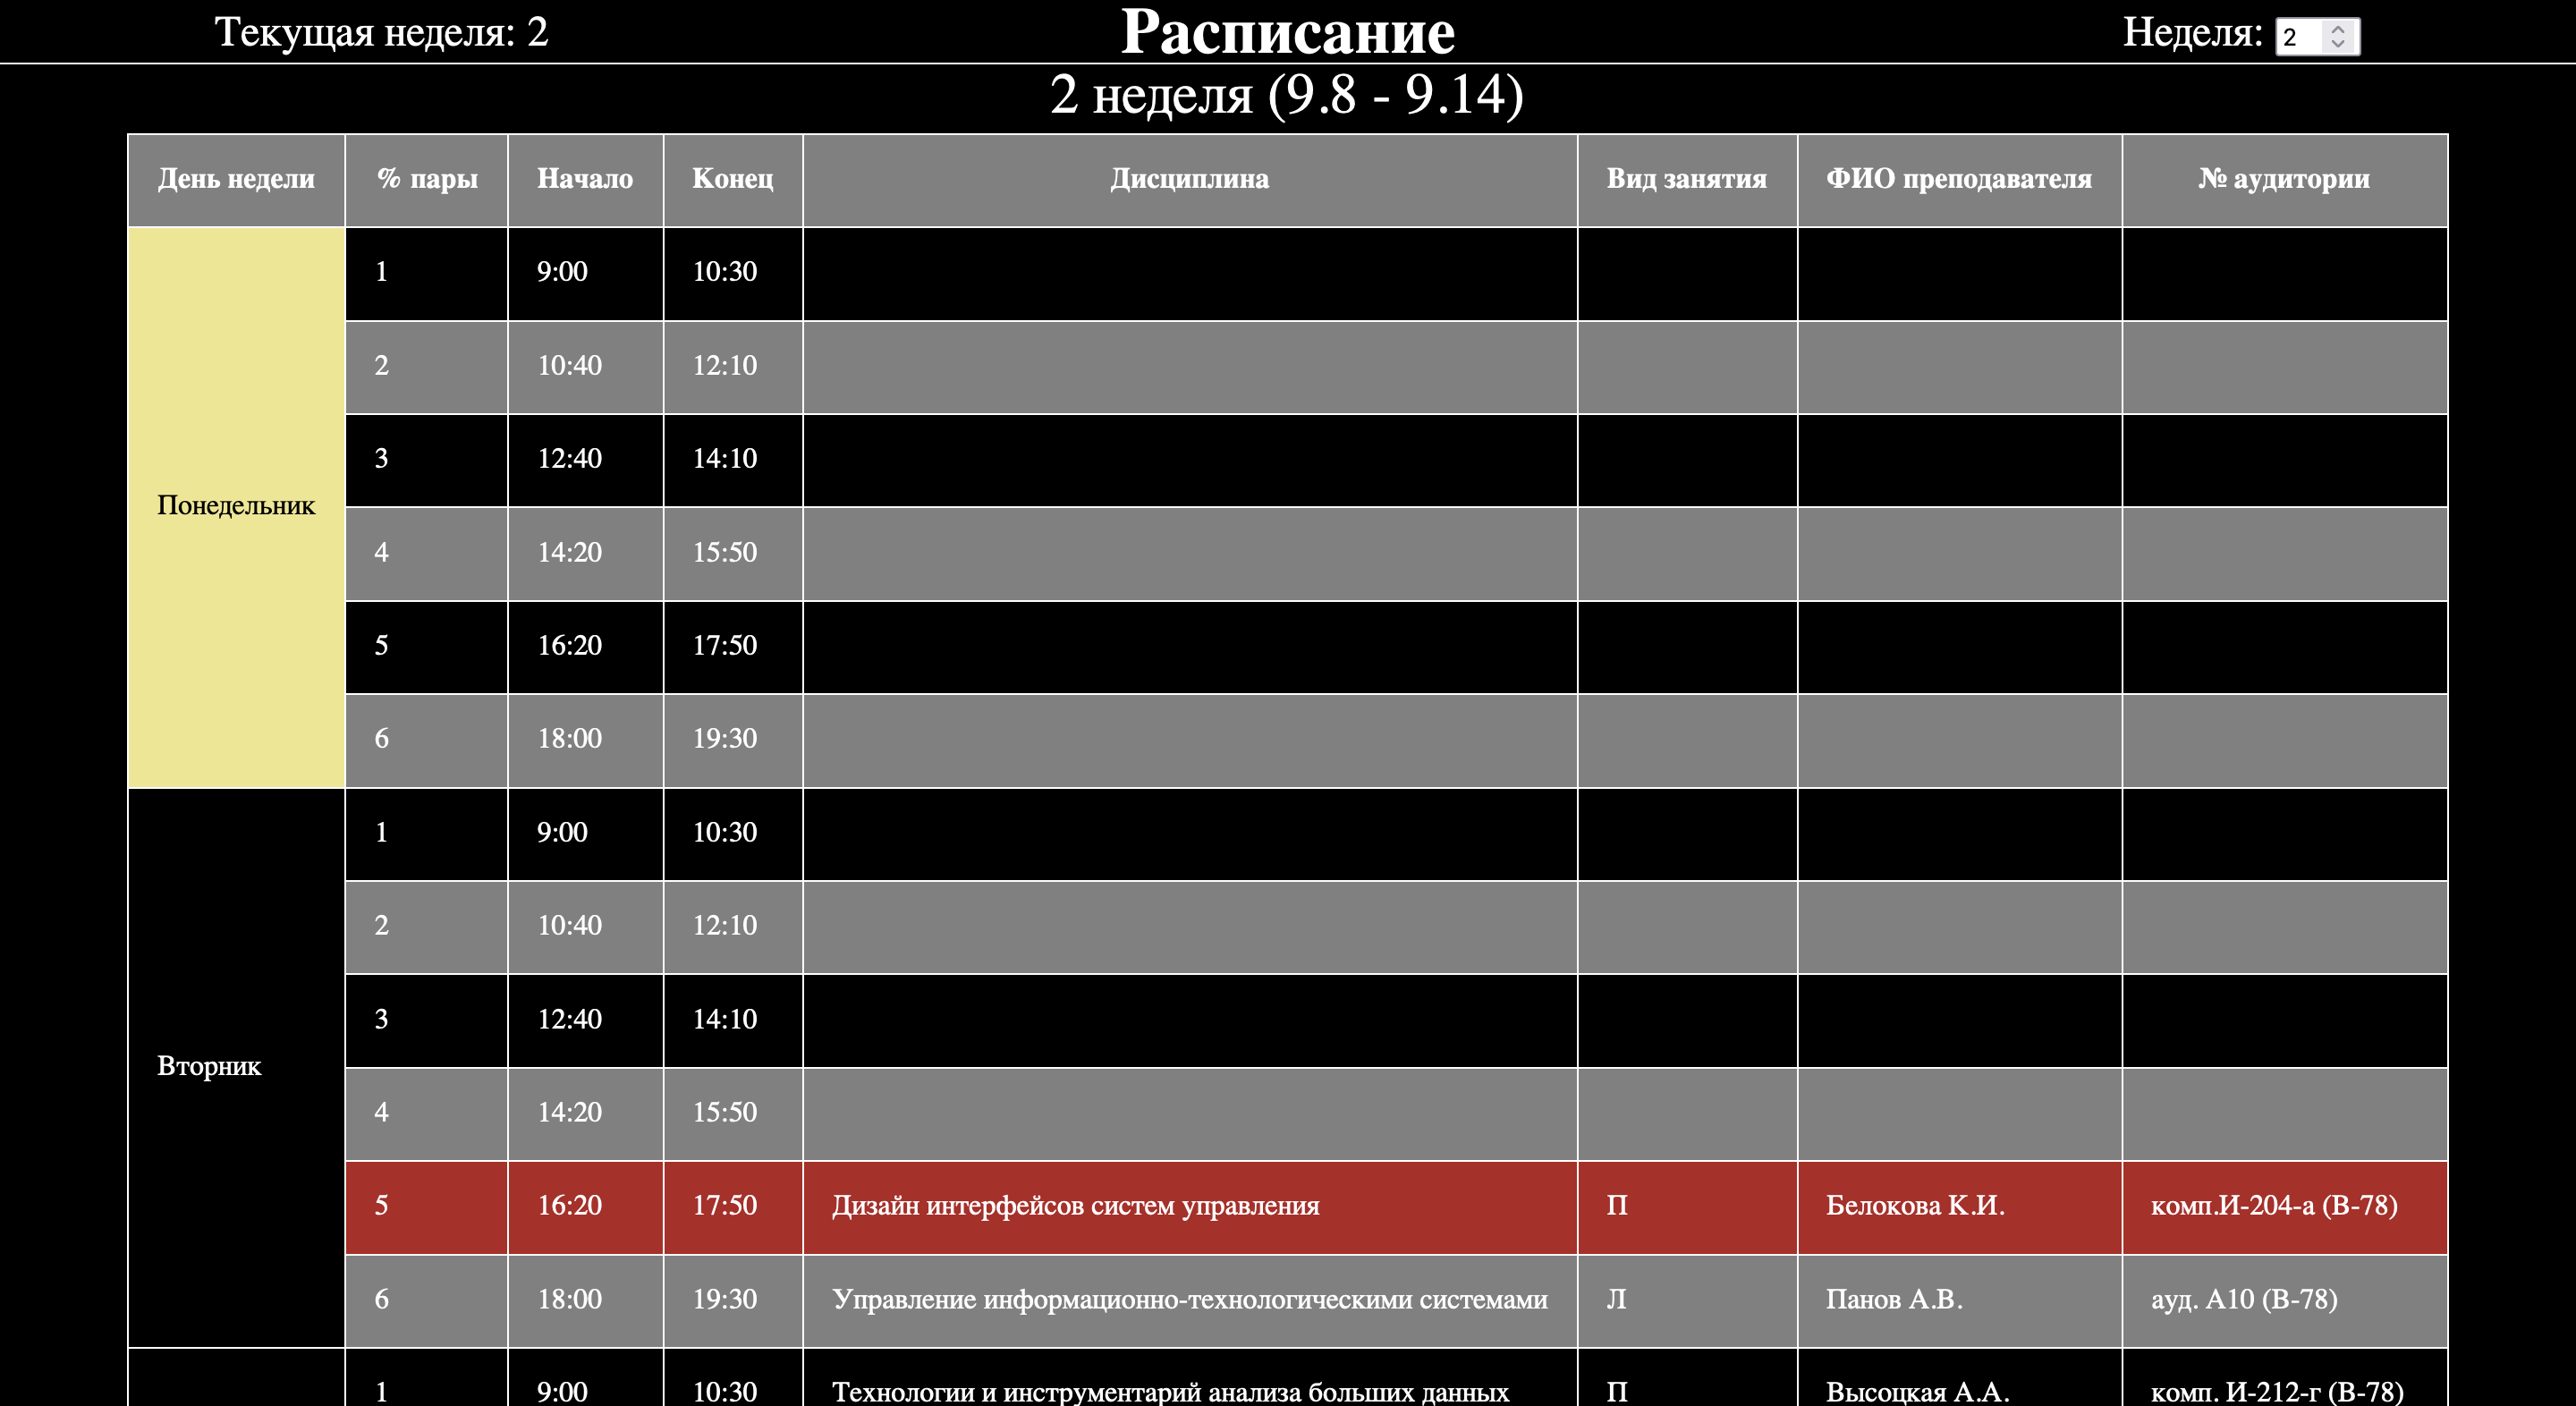 Текущая неделя: 2
Расписание
Неделя: 2
2 неделя (9.8 - 9.14)
День недели % пары Начало Конец Дисциплина Вид занятия ФИО преподавателя № аудитории
1 9:00 10:30
2 10:40 12:10
3 12:40 14:10
Понедельник
4 14:20 15:50
5 16:20 17:50
6 18:00 19:30
1 9:00 10:30
2 10:40 12:10
3 12:40 14:10
Вторник
4 14:20 15:50
5 16:20 17:50 Дизайн интерфейсов систем управления П Белокова К.И. комп.И-204-а (В-78)
6 18:00 19:30 Управление информационно-технологическими системами Л Панов А.В. ауд. А10 (В-78)
1 9:00 10:30 Технологии и инструментарий анализа больших данных П Высоцкая А.А. комп. И-212-г (В-78)